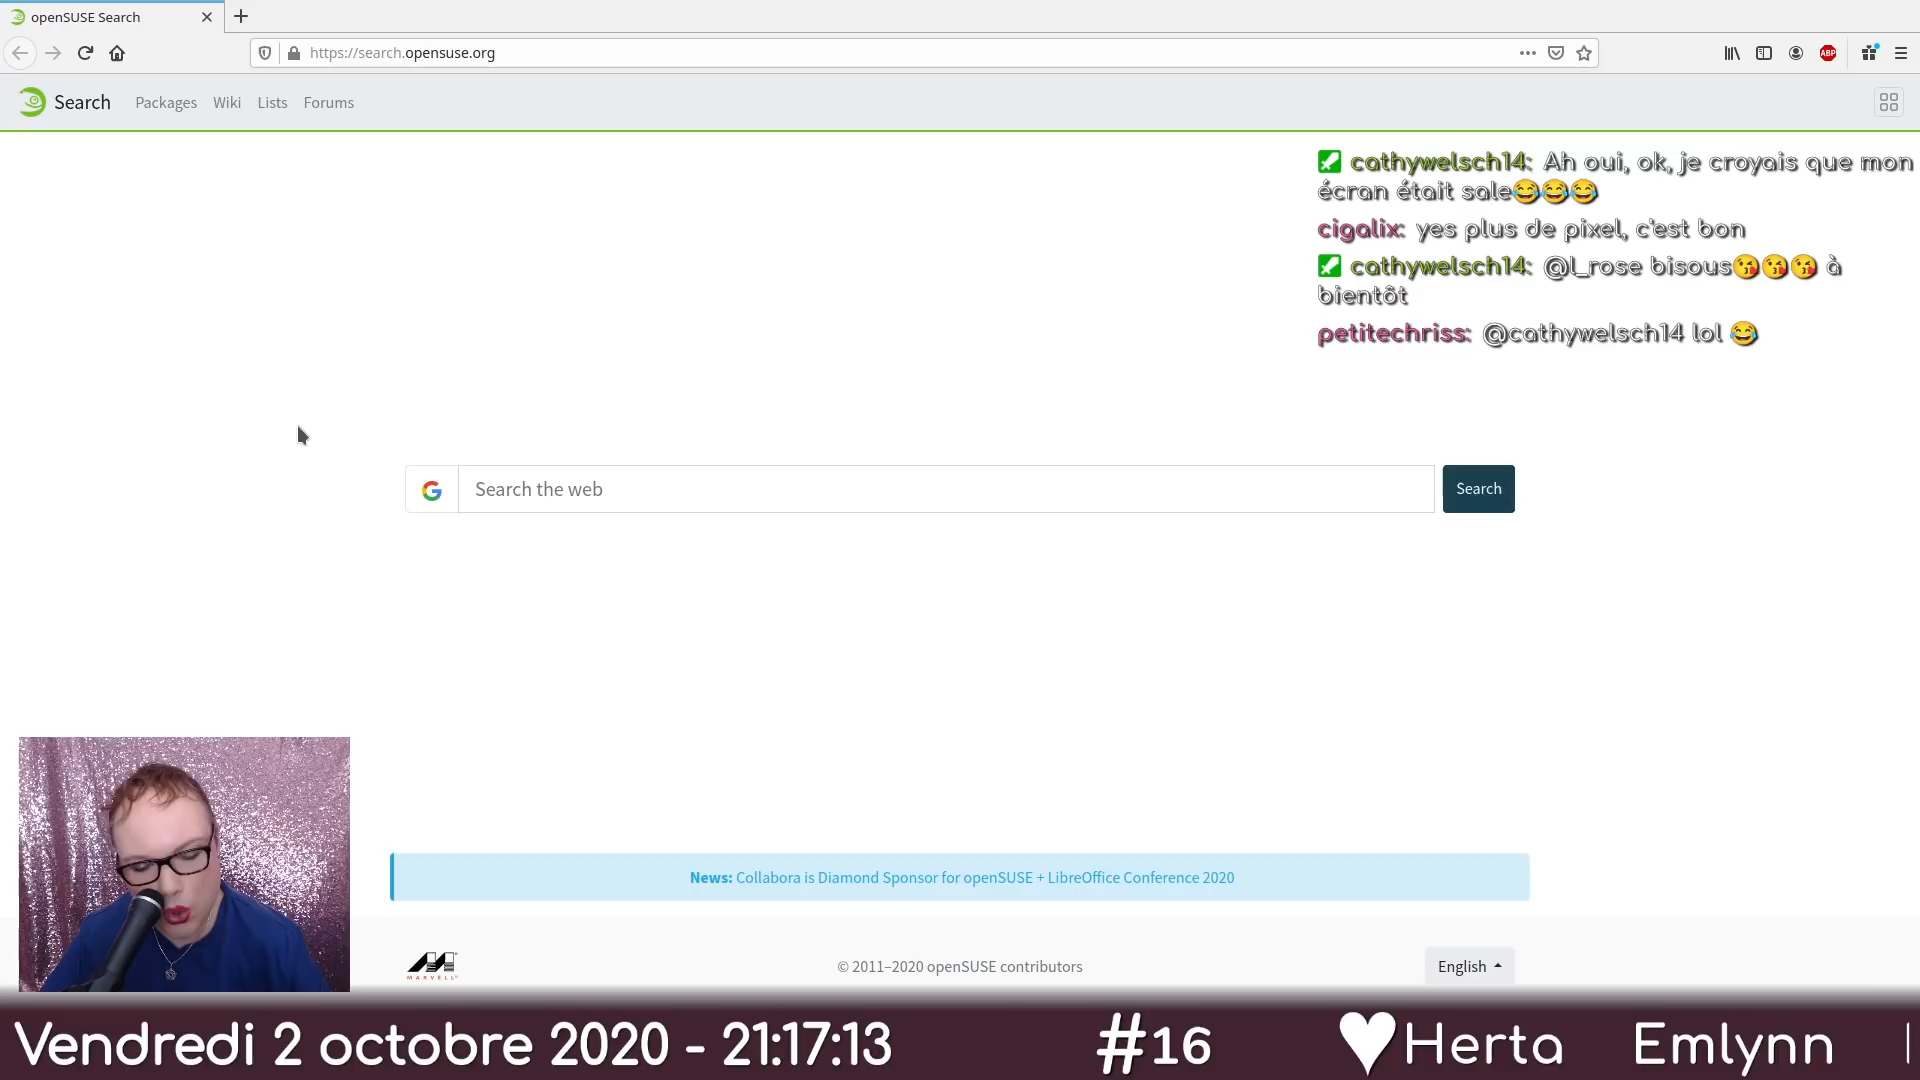 openSUSE Search
https://search.opensuse.org
ABP
Search Packages Wiki Lists Forums
cathywelsch14: Ah oui, ok, je croyais que mon
écran était sale😂😂😂
cigalix: yes plus de pixel, c'est bon
cathywelsch14: @l_rose bisous😘😘😘 à
bientôt
petitechriss: @cathywelsch14 lol 😂
Search the web
Search
News: Collabora is Diamond Sponsor for openSUSE + LibreOffice Conference 2020
MARVELL
© 2011–2020 openSUSE contributors
English
Vendredi 2 octobre 2020 - 21:17:13 #16 ♥Herta Emlynn